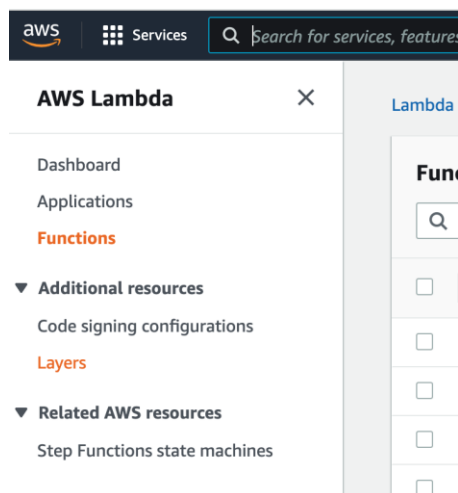 aws Services Search for services, features
AWS Lambda
Lambda
Dashboard
Applications
Functions
Additional resources
Code signing configurations
Layers
Related AWS resources
Step Functions state machines